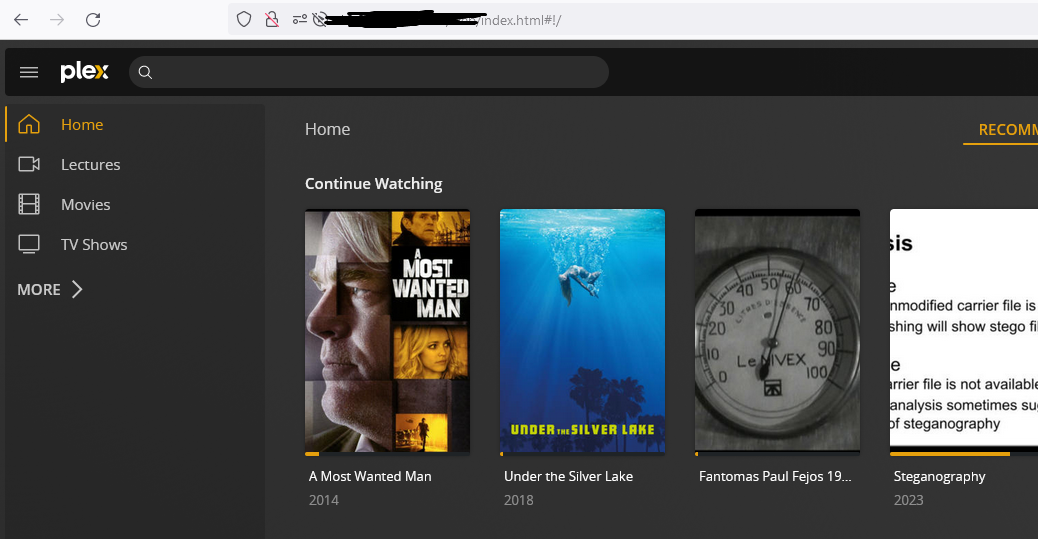 index.html#!/
plex
Home
Lectures
Movies
TV Shows
MORE
Home
RECOMM
Continue Watching
A
MOST
WANTED
MAN
A Most Wanted Man
2014
UNDER THE SILVER LAKE
Under the Silver Lake
2018
0 10 20 30 40 50 60 70 80 90 100
LITRES D'ESSENCE
Le NIVEX
Fantomas Paul Fejos 19...
sis
e
nmodified carrier file is
shing will show stego fil
e
arrier file is not available
analysis sometimes su
of steganography
Steganography
2023